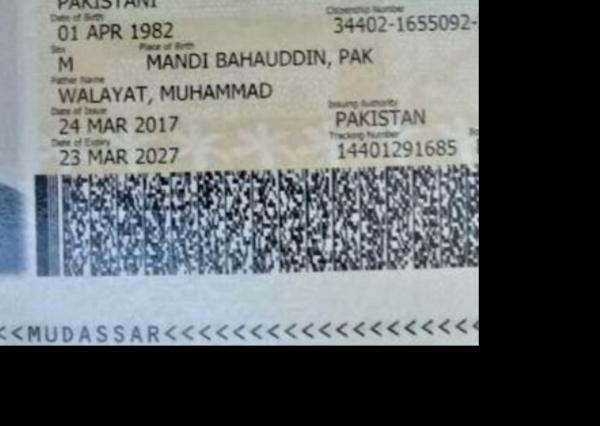 PAKISTANI
Date of Birth
Citizenship Number
01 APR 1982
34402-1655092-
Sex
Place of Birth
M
MANDI BAHAUDDIN, PAK
Father Name
WALAYAT, MUHAMMAD
Date of Issue
Issuing Authority
24 MAR 2017
PAKISTAN
Date of Expiry
Tracking Number
23 MAR 2027
14401291685
<<MUDASSAR<<<<<<<<<<<<<<<<<<<<